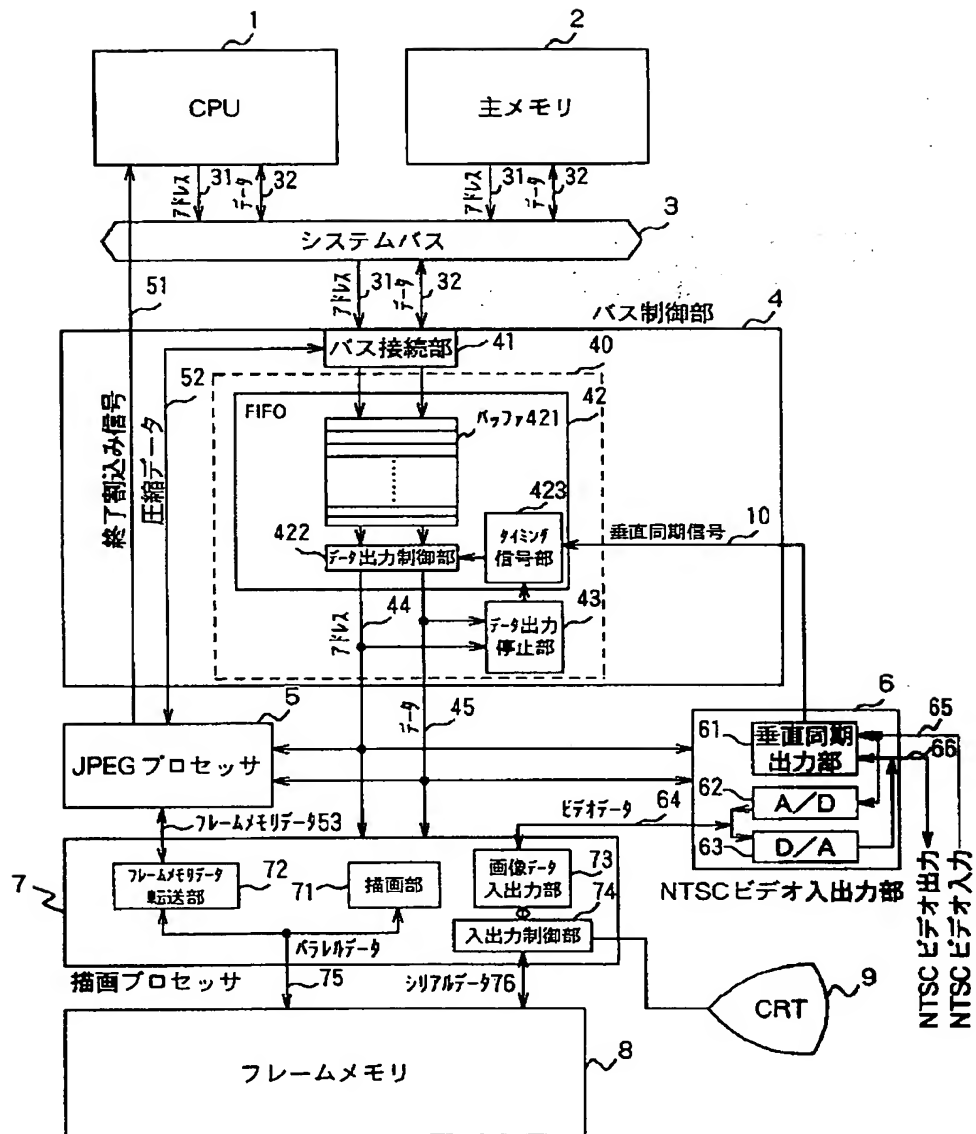 1
2
CPU
主メモリ
アドレス
31
データ
32
アドレス
31
データ
32
システムバス
3
アドレス
31
データ
32
51
終了割込み信号
52
圧縮データ
バス制御部
4
バス接続部
41
40
FIFO
42
バッファ421
423
タイミング
信号部
422
データ出力制御部
垂直同期信号
10
アドレス
44
データ出力
停止部
43
データ
45
5
JPEGプロセッサ
6
61
垂直同期
出力部
65
66
62
A/D
63
D/A
ビデオデータ
64
NTSCビデオ入出力部
フレームメモリデータ53
7
フレームメモリデータ
転送部
72
71
描画部
画像データ
入出力部
73
74
入出力制御部
パラレルデータ
描画プロセッサ
75
シリアルデータ76
CRT
9
NTSCビデオ出力
NTSCビデオ入力
フレームメモリ
8